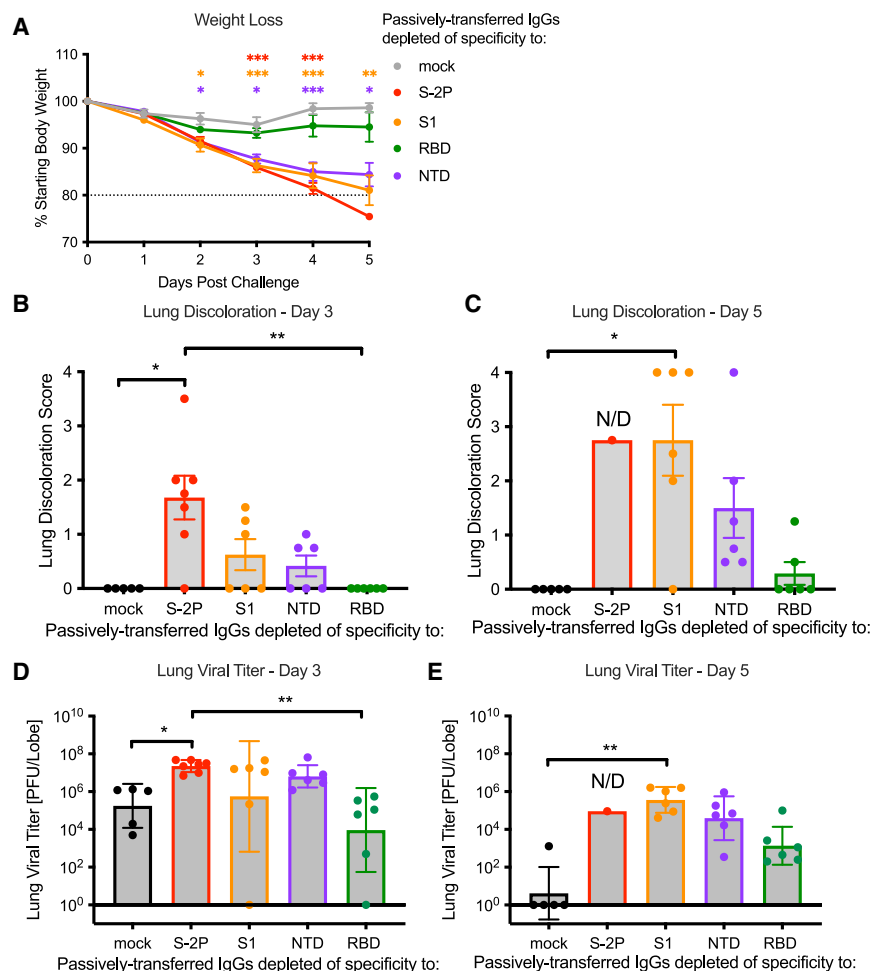 A
Weight Loss
Passively-transferred IgGs
depleted of specificity to:
110
100
90
80
70
% Starting Body Weight
0 1 2 3 4 5
Days Post Challenge
*** ***
* *** *** **
* * *** *
mock
S-2P
S1
RBD
NTD
B
Lung Discoloration - Day 3
**
*
4
3
2
1
0
Lung Discoloration Score
mock S-2P S1 NTD RBD
Passively-transferred IgGs depleted of specificity to:
C
Lung Discoloration - Day 5
*
N/D
4
3
2
1
0
Lung Discoloration Score
mock S-2P S1 NTD RBD
Passively-transferred IgGs depleted of specificity to:
D
Lung Viral Titer - Day 3
**
*
10¹⁰
10⁸
10⁶
10⁴
10²
10⁰
Lung Viral Titer [PFU/Lobe]
mock S-2P S1 NTD RBD
Passively-transferred IgGs depleted of specificity to:
E
Lung Viral Titer - Day 5
**
N/D
10¹⁰
10⁸
10⁶
10⁴
10²
10⁰
Lung Viral Titer [PFU/Lobe]
mock S-2P S1 NTD RBD
Passively-transferred IgGs depleted of specificity to: